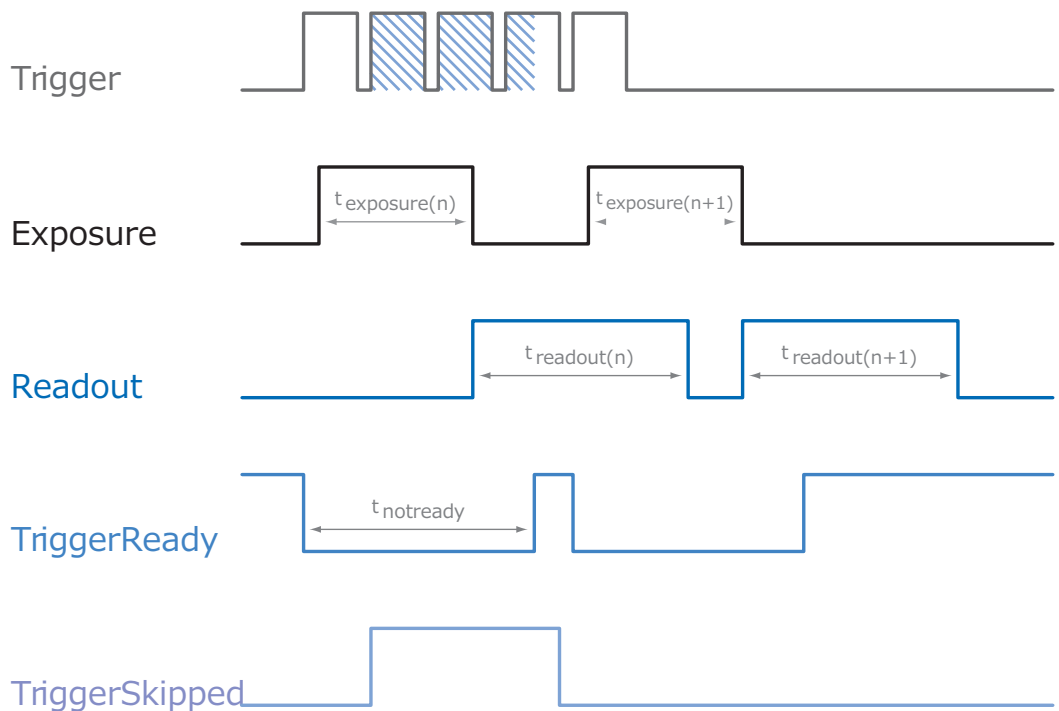 Trigger
Exposure
t exposure(n)
t exposure(n+1)
Readout
t readout(n)
t readout(n+1)
TriggerReady
t notready
TriggerSkipped